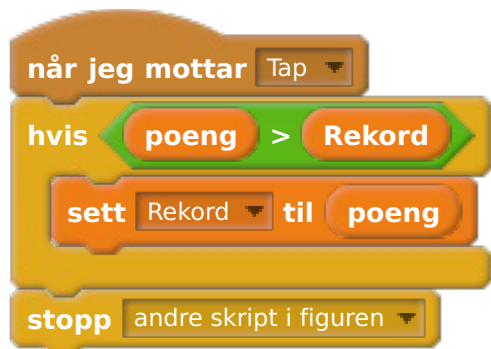 når jeg mottar Tap
hvis poeng > Rekord
sett Rekord til poeng
stopp andre skript i figuren